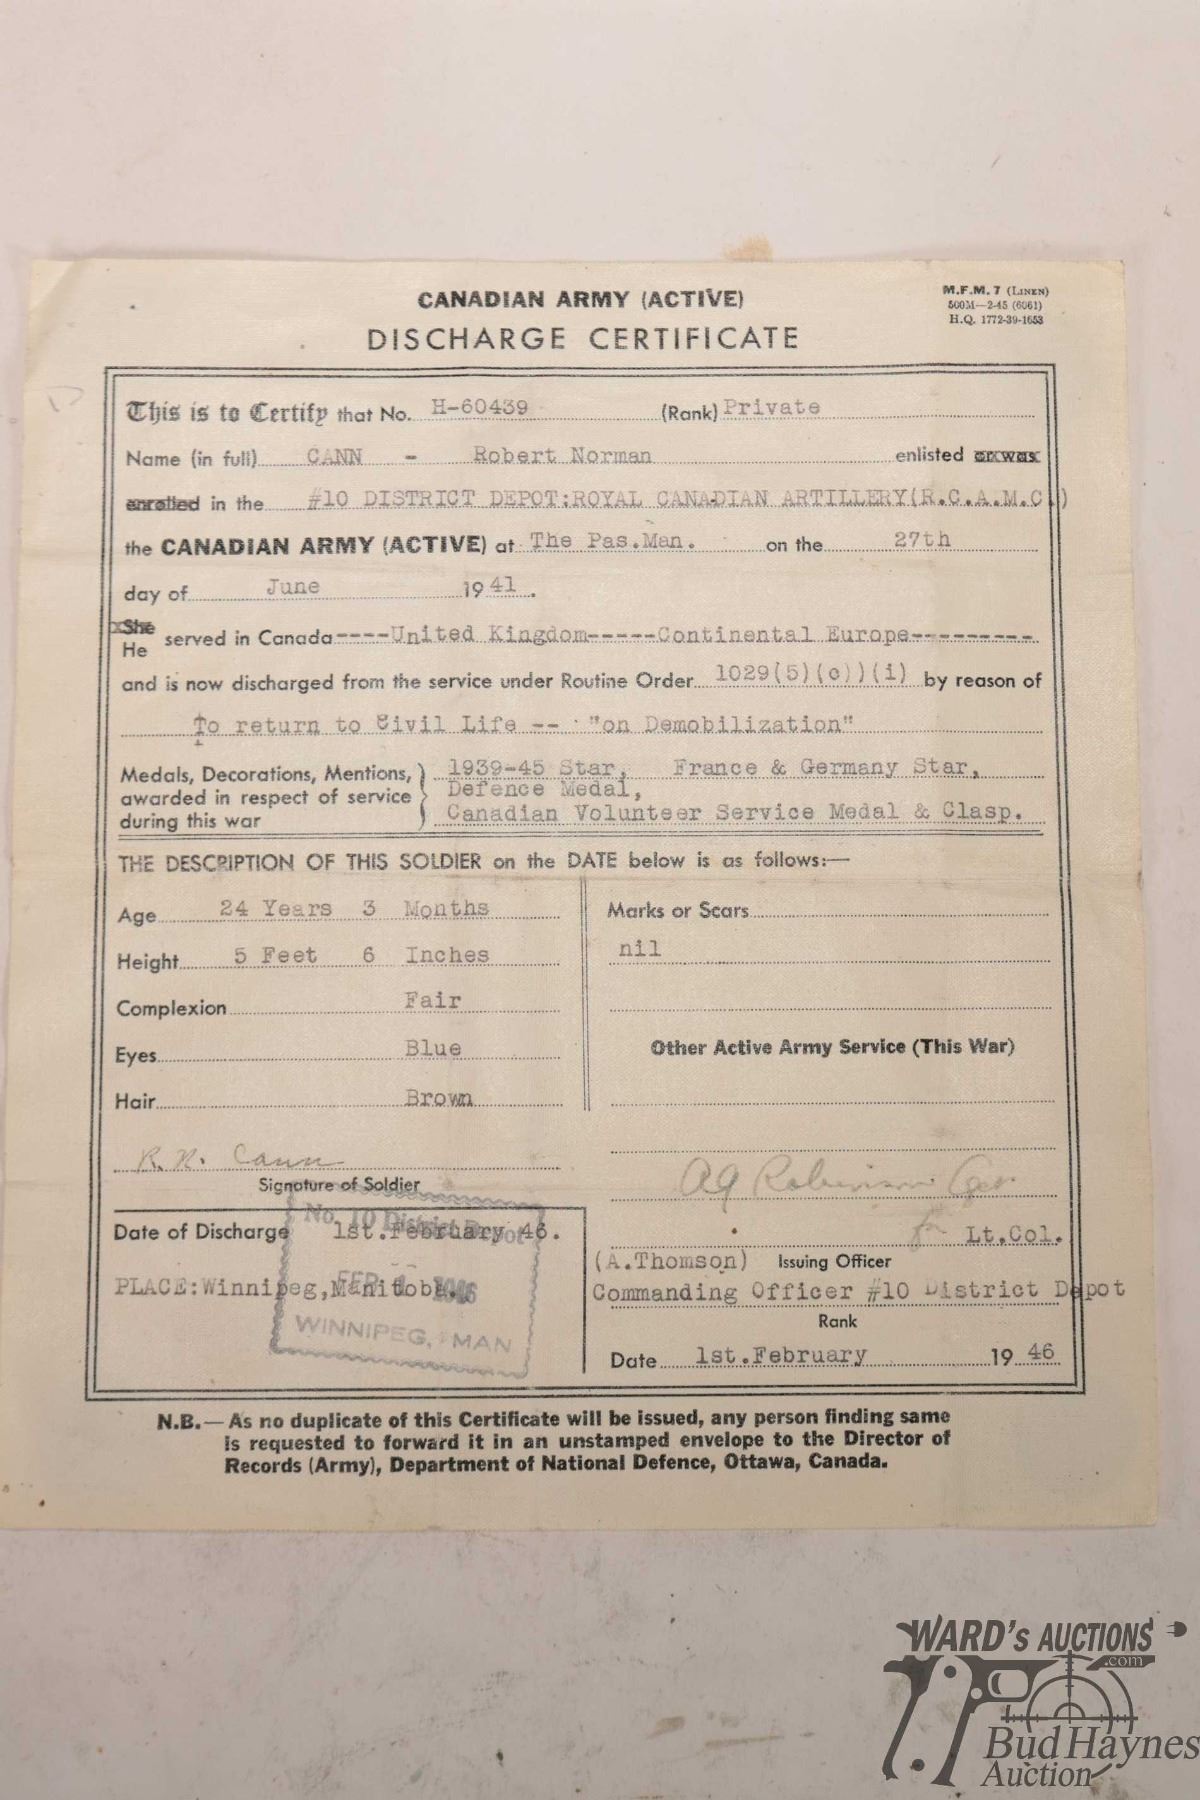 CANADIAN ARMY (ACTIVE)
DISCHARGE CERTIFICATE
M.F.M. 7 (LINEN)
500M—2-45 (6061)
H.Q. 1772-39-1653
This is to Certify that No. H-60439 (Rank) Private
Name (in full) CANN - Robert Norman enlisted or was
enrolled in the #10 DISTRICT DEPOT:ROYAL CANADIAN ARTILLERY(R.C.A.M.C.)
the CANADIAN ARMY (ACTIVE) at The Pas.Man. on the 27th
day of June 1941.
She
He served in Canada----United Kingdom-----Continental Europe---------
and is now discharged from the service under Routine Order 1029(5)(c))(i) by reason of
To return to Civil Life -- "on Demobilization"
Medals, Decorations, Mentions, awarded in respect of service during this war
1939-45 Star, France & Germany Star,
Defence Medal,
Canadian Volunteer Service Medal & Clasp.
THE DESCRIPTION OF THIS SOLDIER on the DATE below is as follows:—
Age 24 Years 3 Months
Height 5 Feet 6 Inches
Complexion Fair
Eyes Blue
Hair Brown
Marks or Scars
nil
Other Active Army Service (This War)
R. N. Cann
Signature of Soldier
Date of Discharge 1st.February 46.
PLACE:Winnipeg,Manitoba.
No. 10 District Depot
FEB 1 1946
WINNIPEG, MAN
A G Robinson
for Lt.Col.
(A.Thomson) Issuing Officer
Commanding Officer #10 District Depot
Rank
Date 1st.February 1946
N.B.—As no duplicate of this Certificate will be issued, any person finding same
is requested to forward it in an unstamped envelope to the Director of
Records (Army), Department of National Defence, Ottawa, Canada.
WARD's AUCTIONS
.com
Bud Haynes
Auction